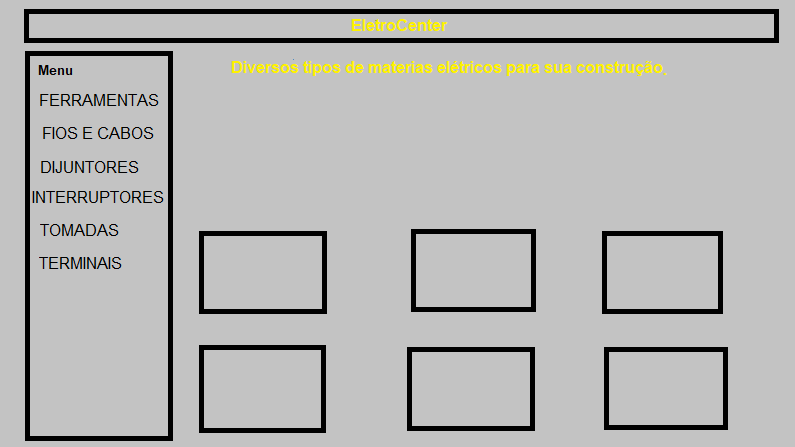 EletroCenter
Menu
FERRAMENTAS
FIOS E CABOS
DIJUNTORES
INTERRUPTORES
TOMADAS
TERMINAIS
Diversos tipos de materias elétricos para sua construção.